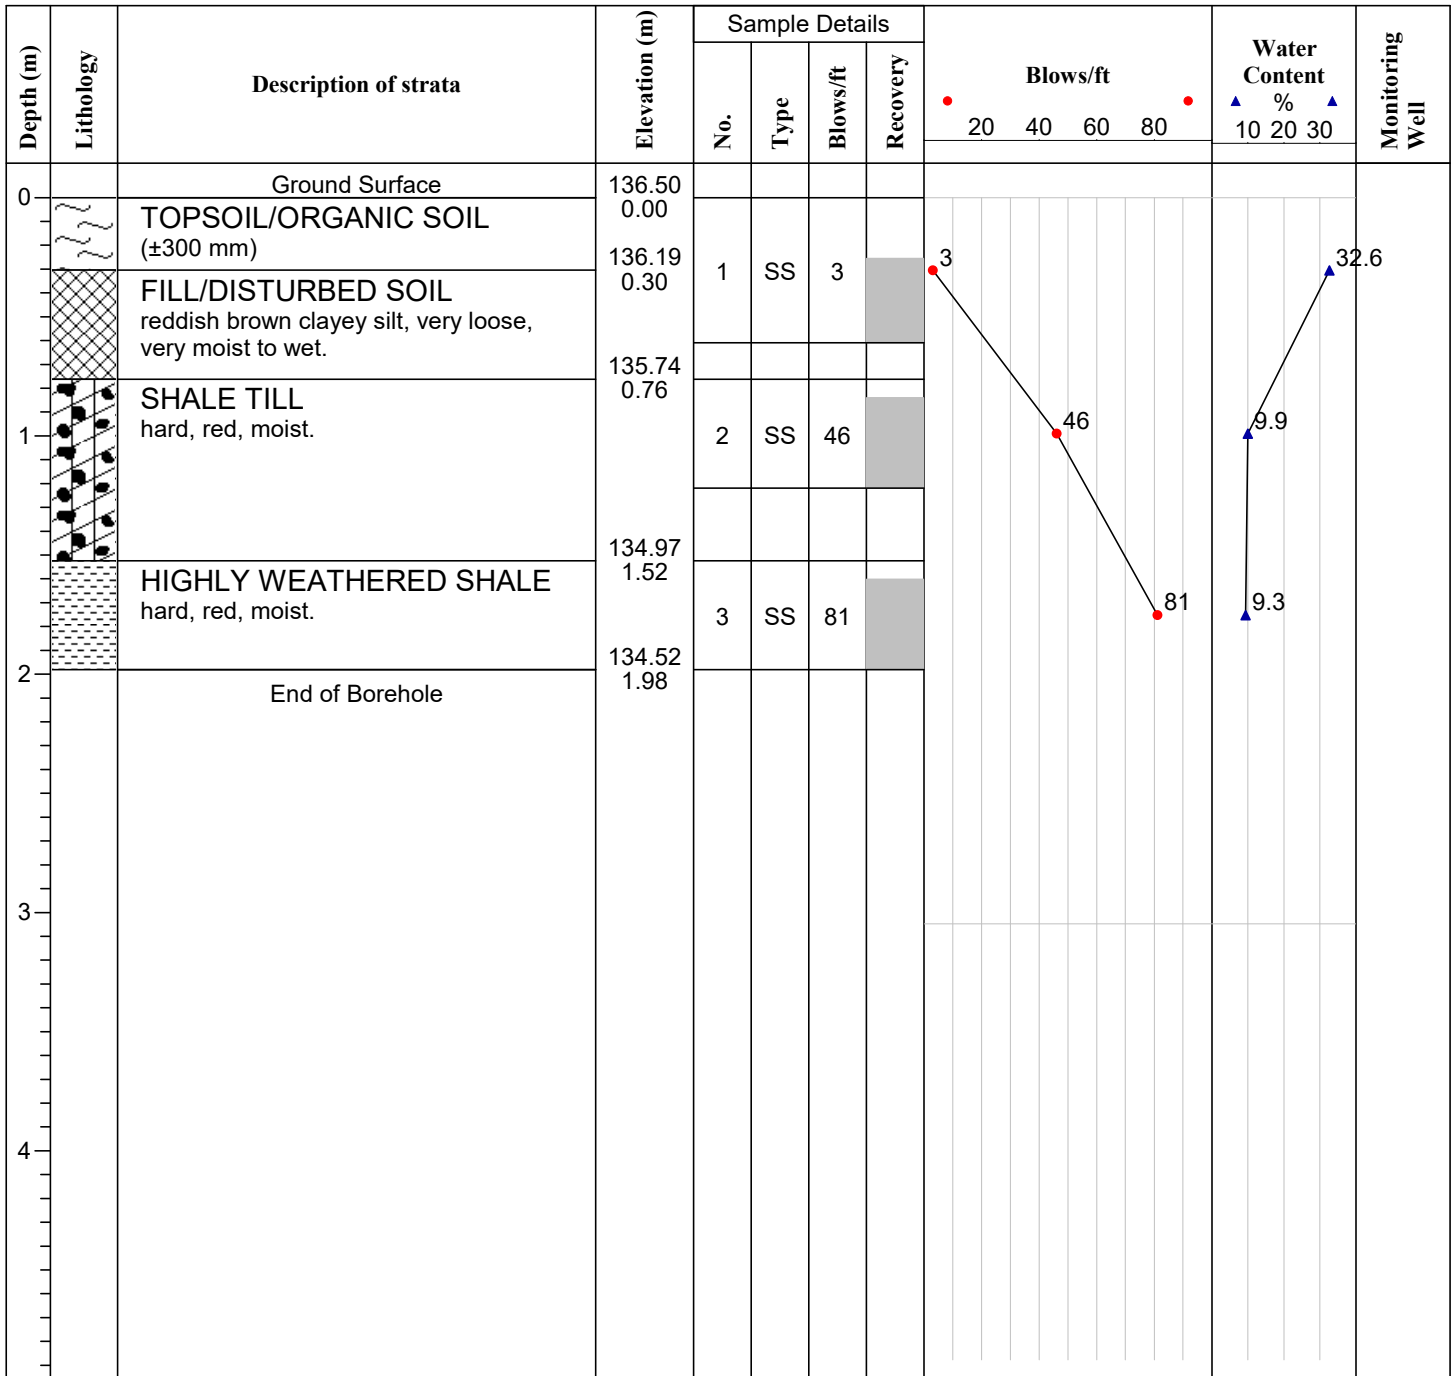 Depth (m)
Lithology
Description of strata
Elevation (m)
Sample Details
No.
Type
Blows/ft
Recovery
Blows/ft
20 40 60 80
Water
Content
%
10 20 30
Monitoring
Well
0
Ground Surface
136.50
0.00
TOPSOIL/ORGANIC SOIL
(±300 mm)
136.19
0.30
1 SS 3
3
32.6
FILL/DISTURBED SOIL
reddish brown clayey silt, very loose,
very moist to wet.
135.74
0.76
SHALE TILL
hard, red, moist.
1
2 SS 46
46
9.9
134.97
1.52
HIGHLY WEATHERED SHALE
hard, red, moist.
3 SS 81
81
9.3
134.52
1.98
2
End of Borehole
3
4